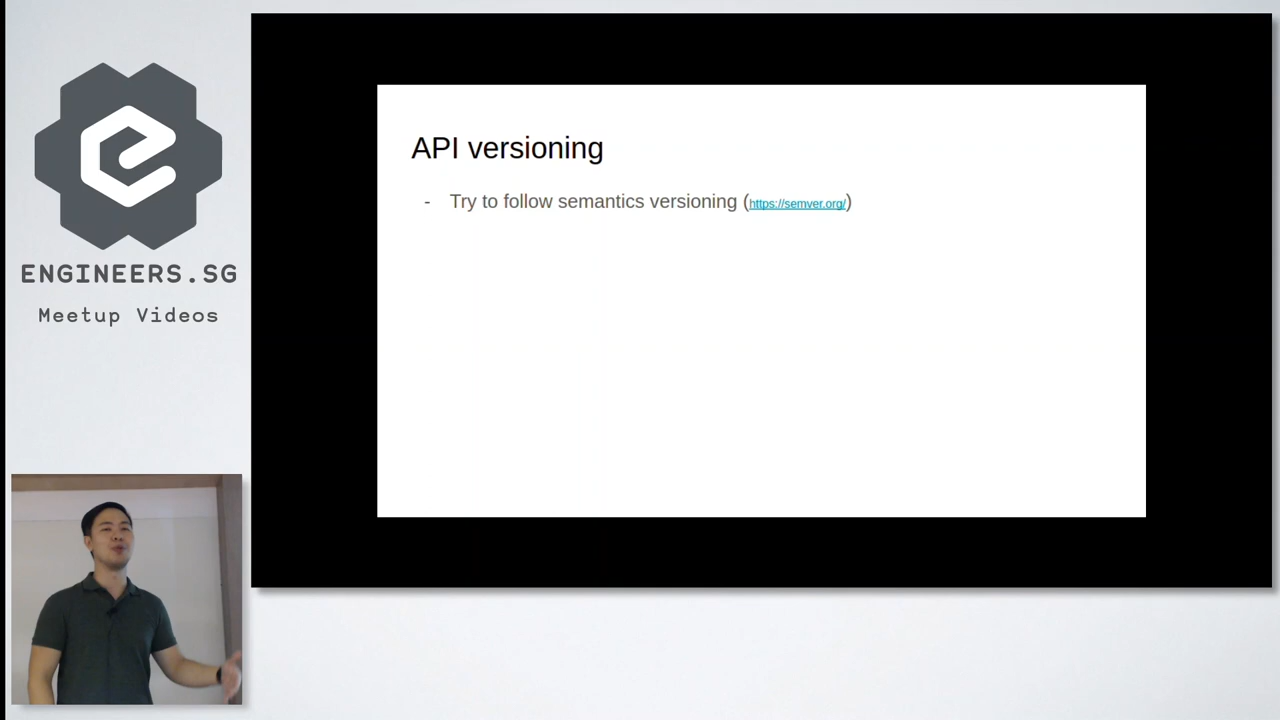 ENGINEERS.SG
Meetup Videos
API versioning
- Try to follow semantics versioning (https://semver.org/)